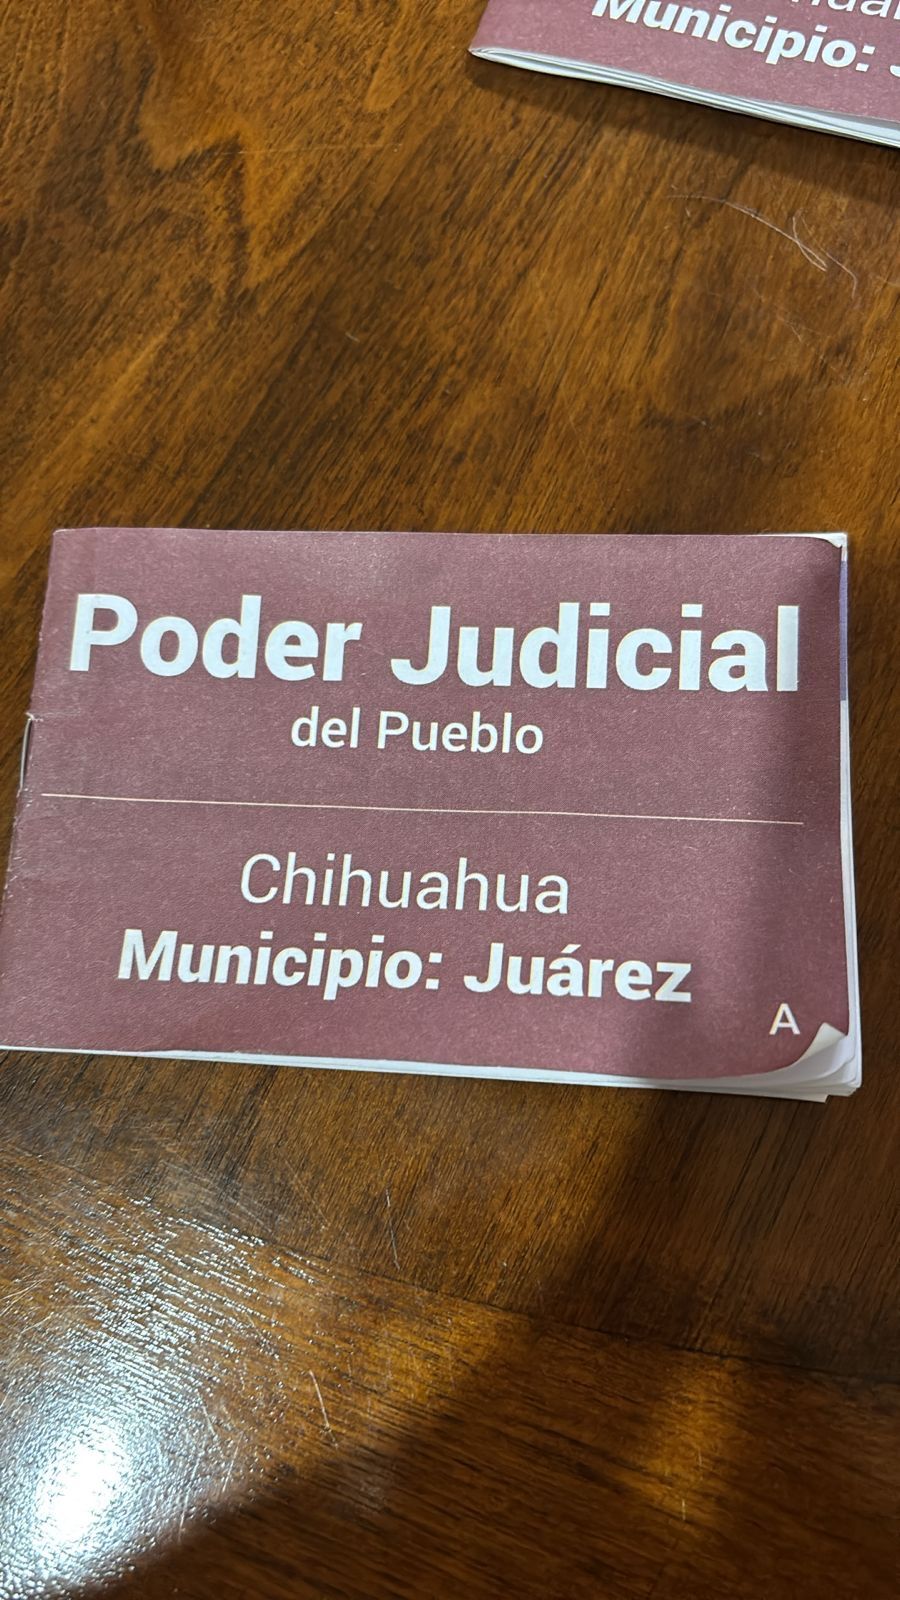 Municipio:
Poder Judicial
del Pueblo
Chihuahua
Municipio: Juárez
A